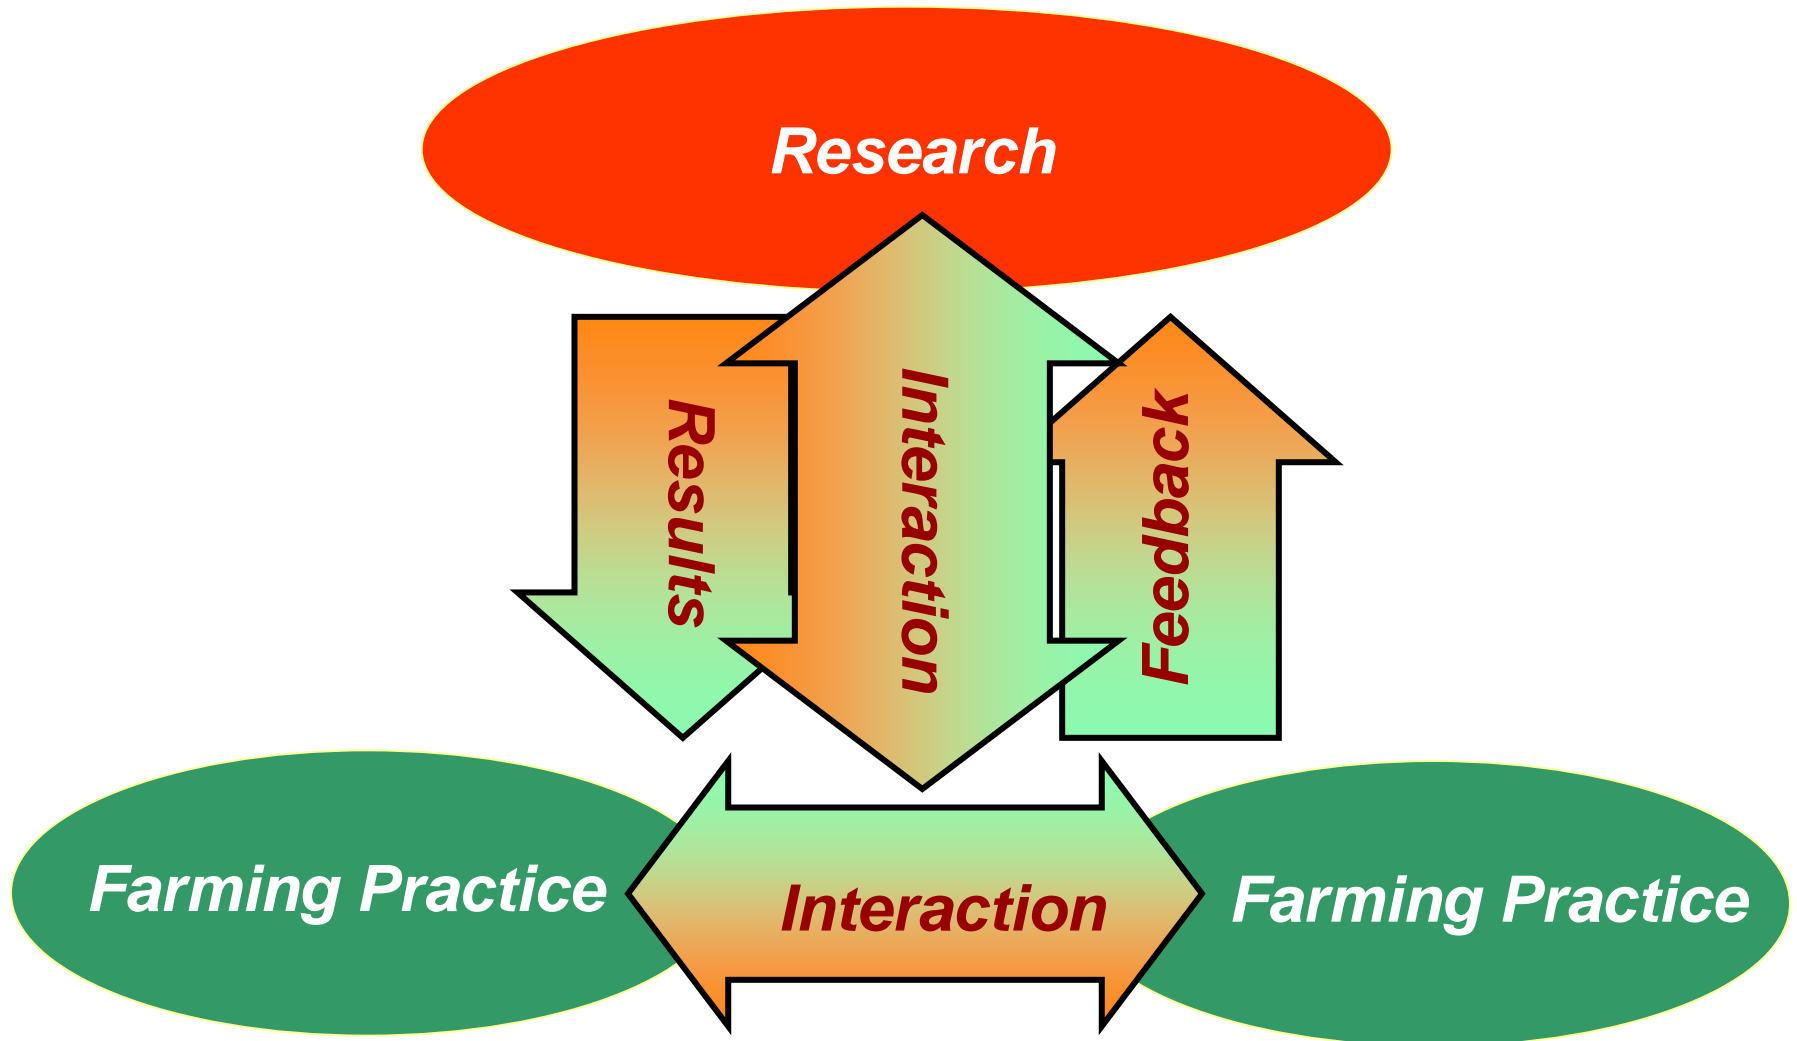 Research
Results
Interaction
Feedback
Farming Practice
Interaction
Farming Practice